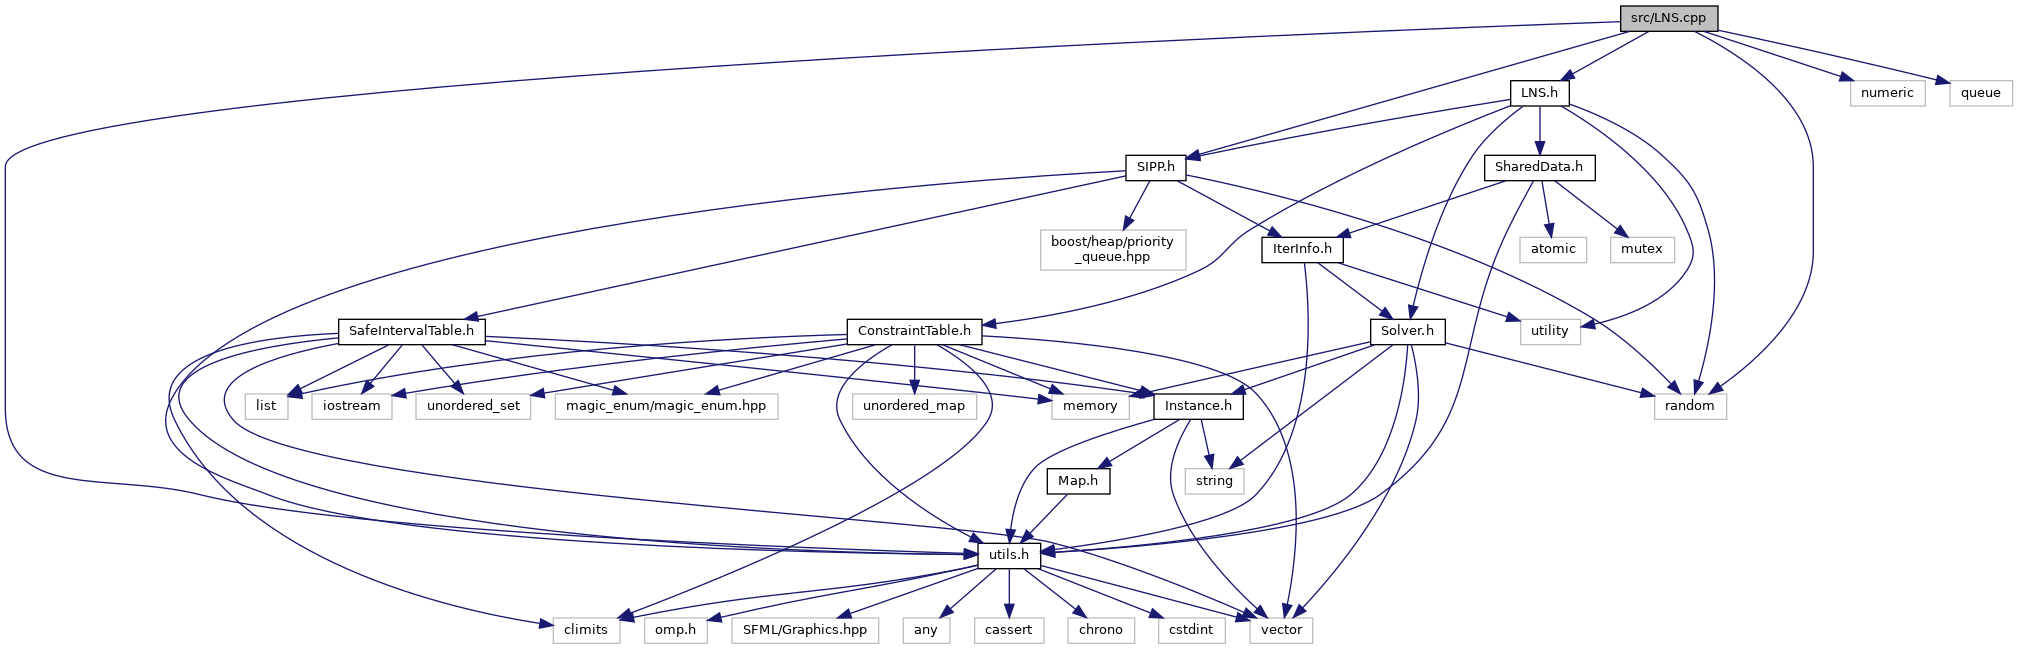 src/LNS.cpp
LNS.h
numeric
queue
SIPP.h
SharedData.h
boost/heap/priority
_queue.hpp
IterInfo.h
atomic
mutex
SafeIntervalTable.h
ConstraintTable.h
Solver.h
utility
list
iostream
unordered_set
magic_enum/magic_enum.hpp
unordered_map
memory
Instance.h
random
Map.h
string
utils.h
climits
omp.h
SFML/Graphics.hpp
any
cassert
chrono
cstdint
vector